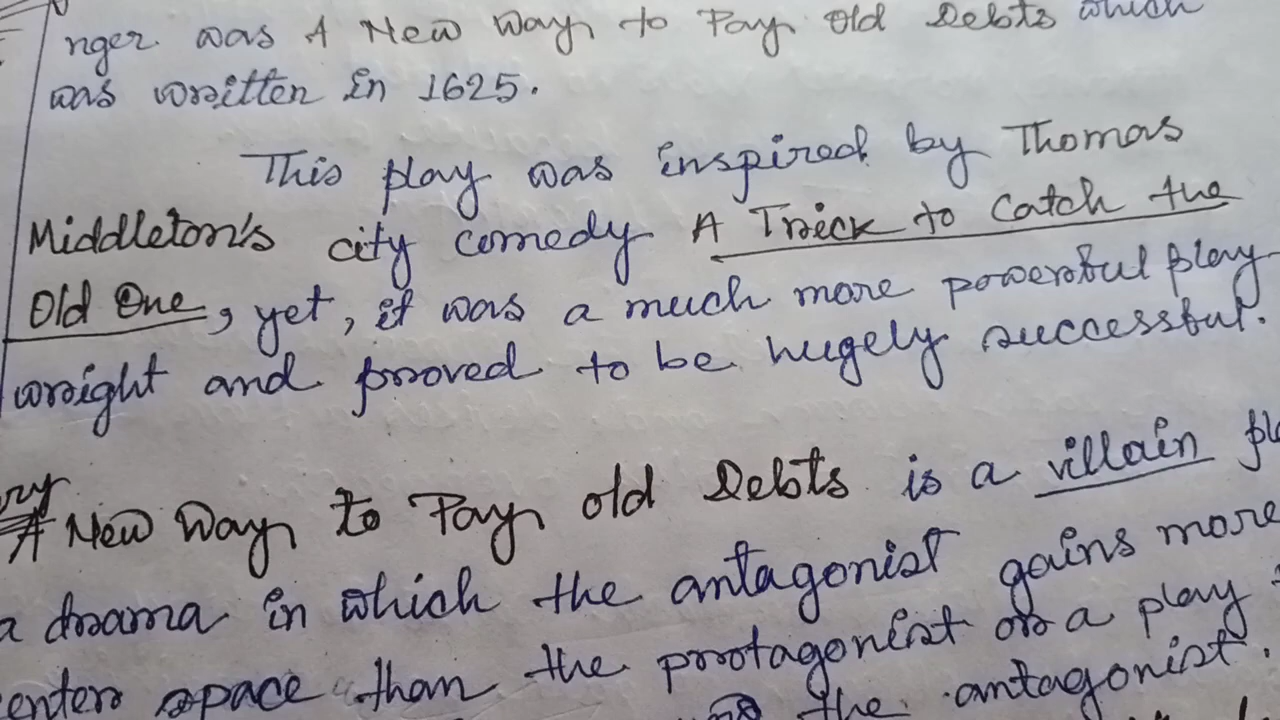 nger was A New Way to Pay Old Debts which
was written in 1625.
This play was inspired by Thomas
Middleton's city comedy A Trick to Catch the
Old One, yet, it was a much more powerful play
wright and proved to be hugely successful.
A New Way to Pay old Debts is a villain pl
a drama in which the antagonist gains more
enter space than the protagonist or a play
the antagonist.